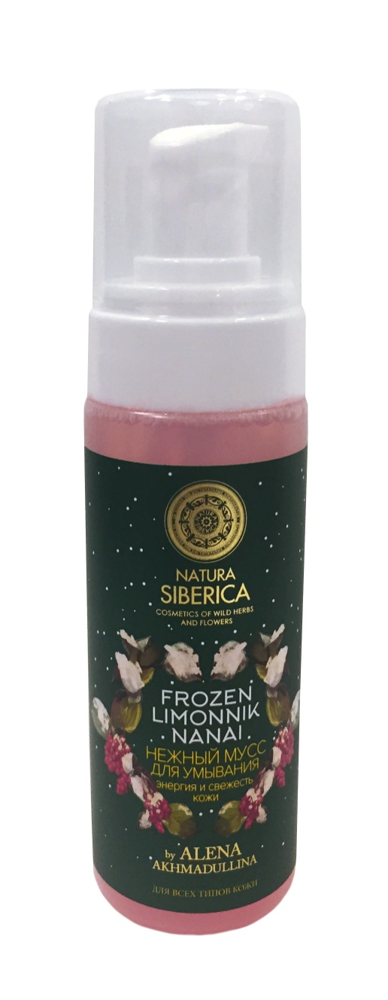 NATURA
SIBERICA
COSMETICS OF WILD HERBS
AND FLOWERS
FROZEN
LIMONNIK
NANAI
НЕЖНЫЙ МУСС
ДЛЯ УМЫВАНИЯ
энергия и свежесть
кожи
by ALENA
AKHMADULLINA
ДЛЯ ВСЕХ ТИПОВ КОЖИ